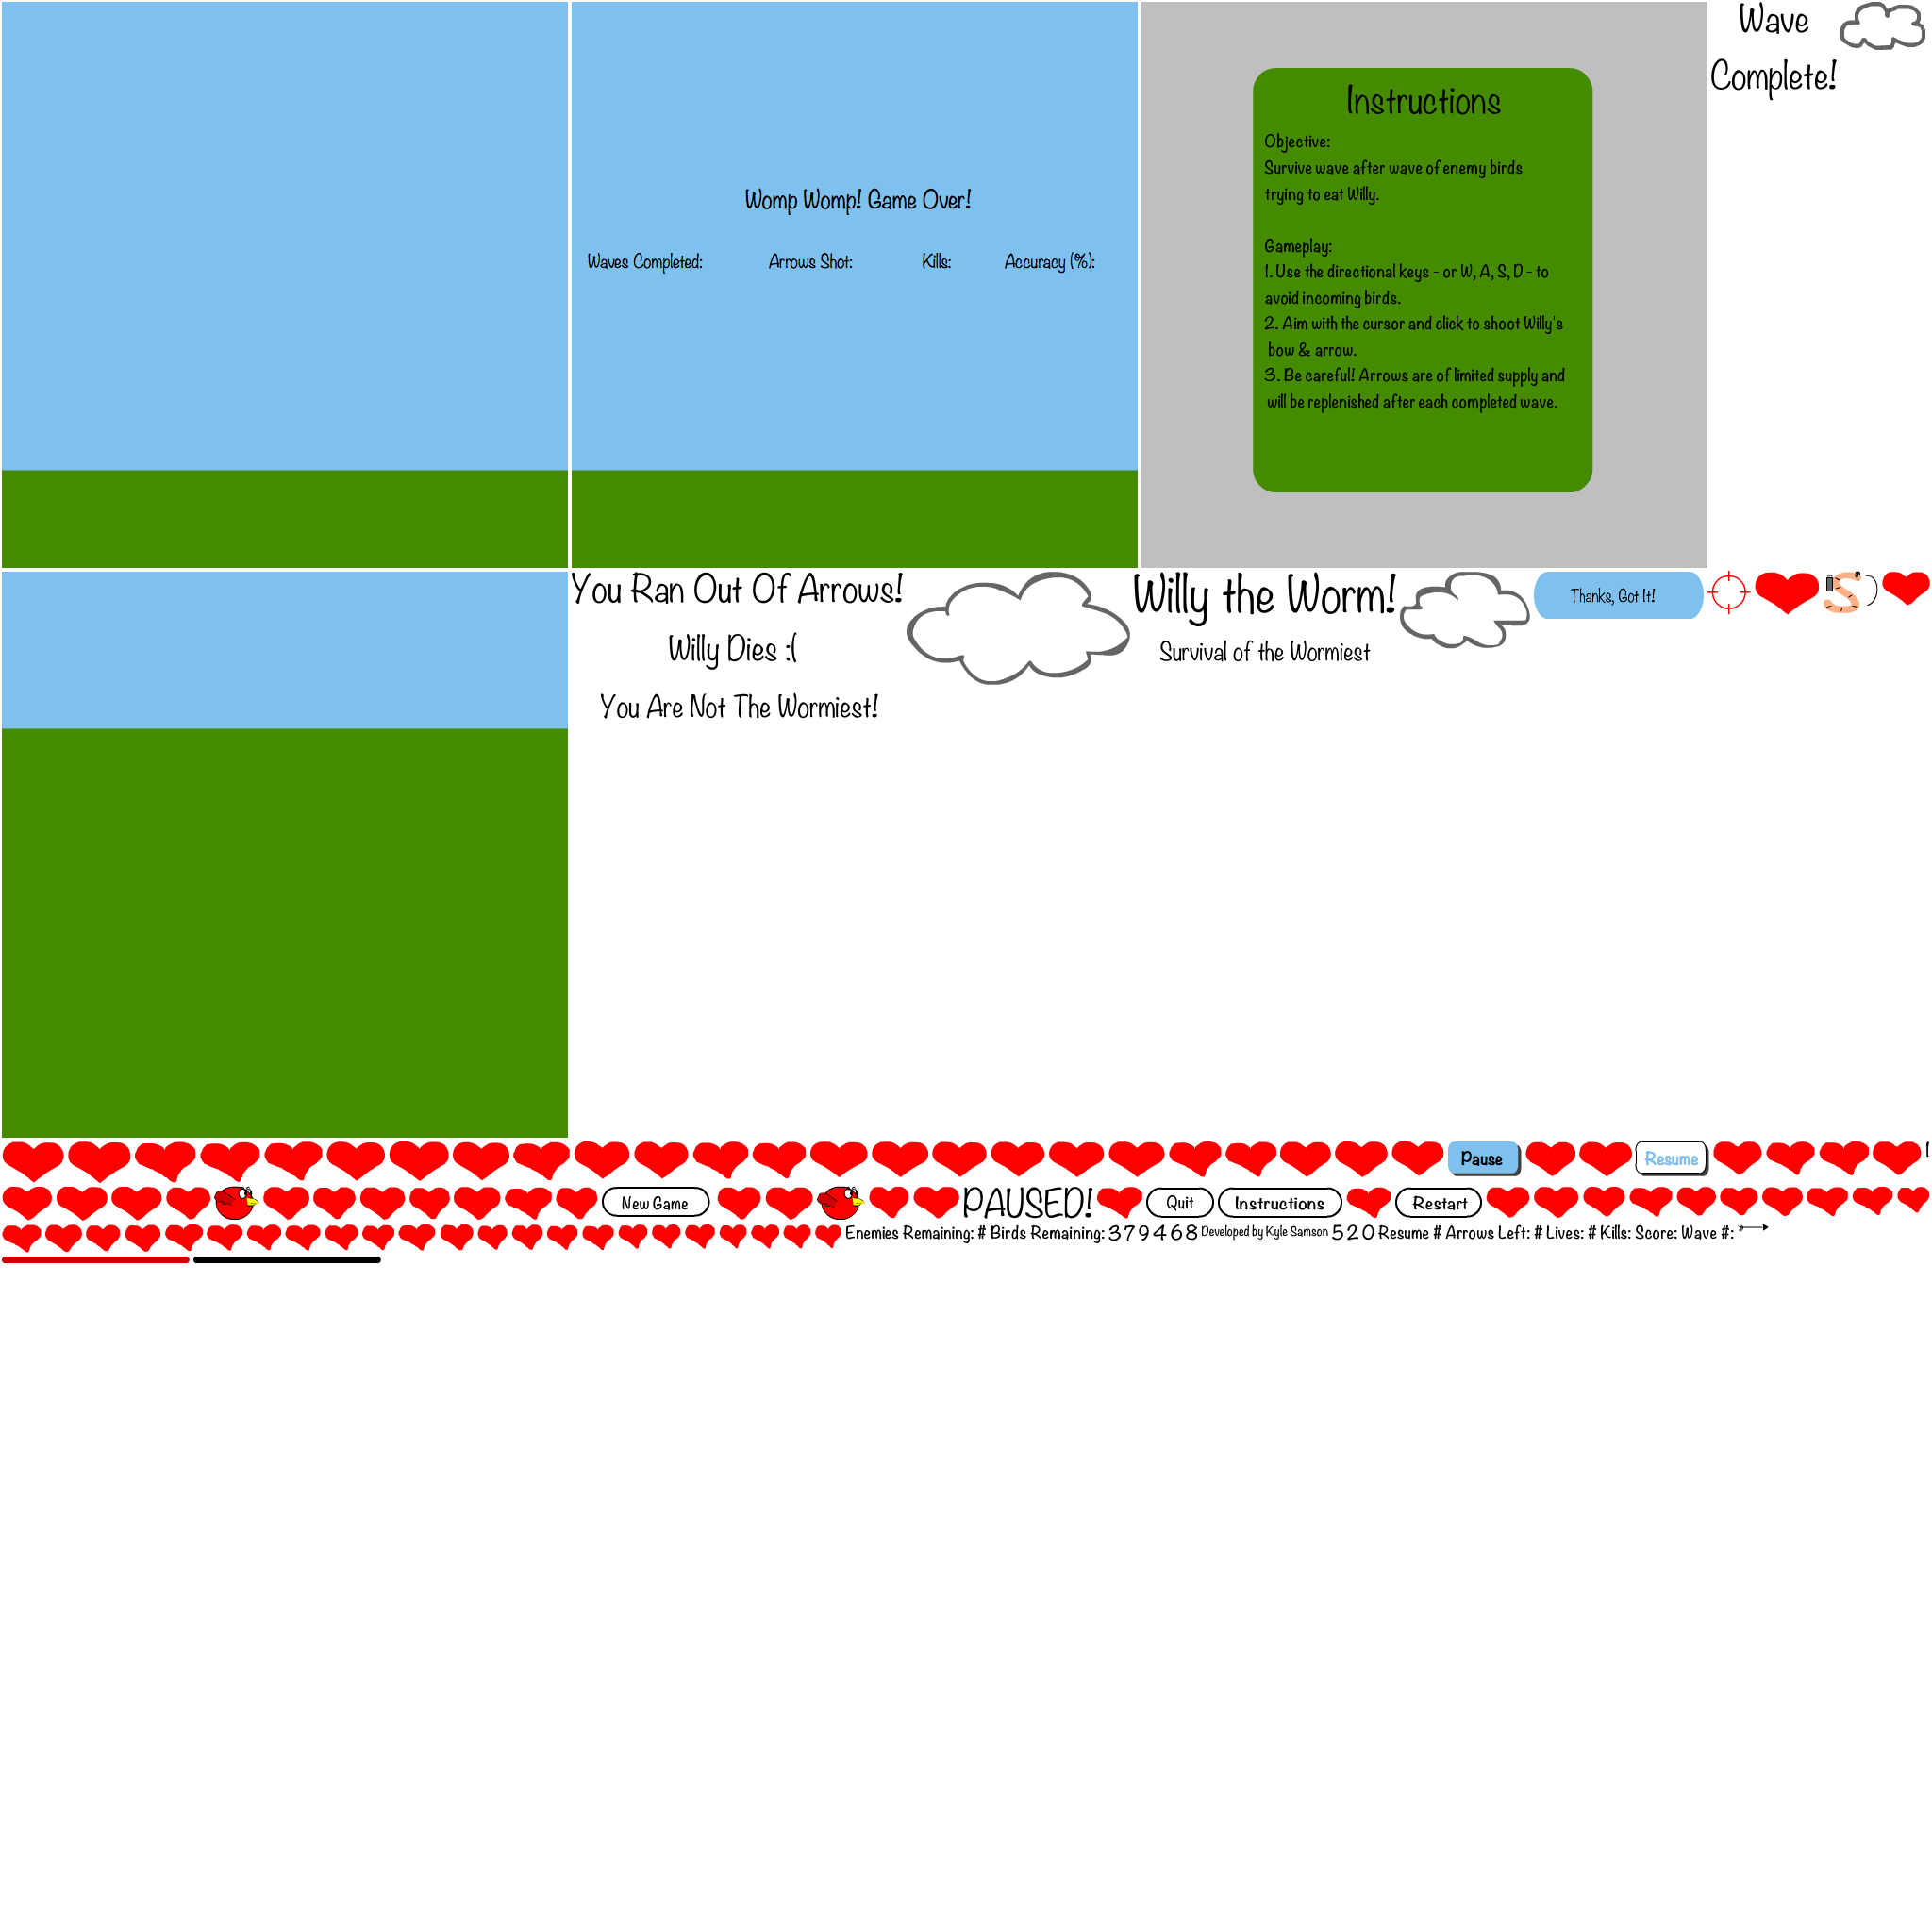 Wave
Complete!
Womp Womp! Game Over!
Waves Completed: Arrows Shot: Kills: Accuracy (%):
Instructions
Objective:
Survive wave after wave of enemy birds
trying to eat Willy.
Gameplay:
1. Use the directional keys - or W, A, S, D - to
avoid incoming birds.
2. Aim with the cursor and click to shoot Willy's
bow & arrow.
3. Be careful! Arrows are of limited supply and
will be replenished after each completed wave.
You Ran Out Of Arrows!
Willy Dies :(
You Are Not The Wormiest!
Willy the Worm!
Survival of the Wormiest
Thanks, Got It!
Pause
Resume
New Game
PAUSED!
Quit
Instructions
Restart
Enemies Remaining: # Birds Remaining: 3 7 9 4 6 8 Developed by Kyle Samson 5 2 0 Resume # Arrows Left: # Lives: # Kills: Score: Wave #: